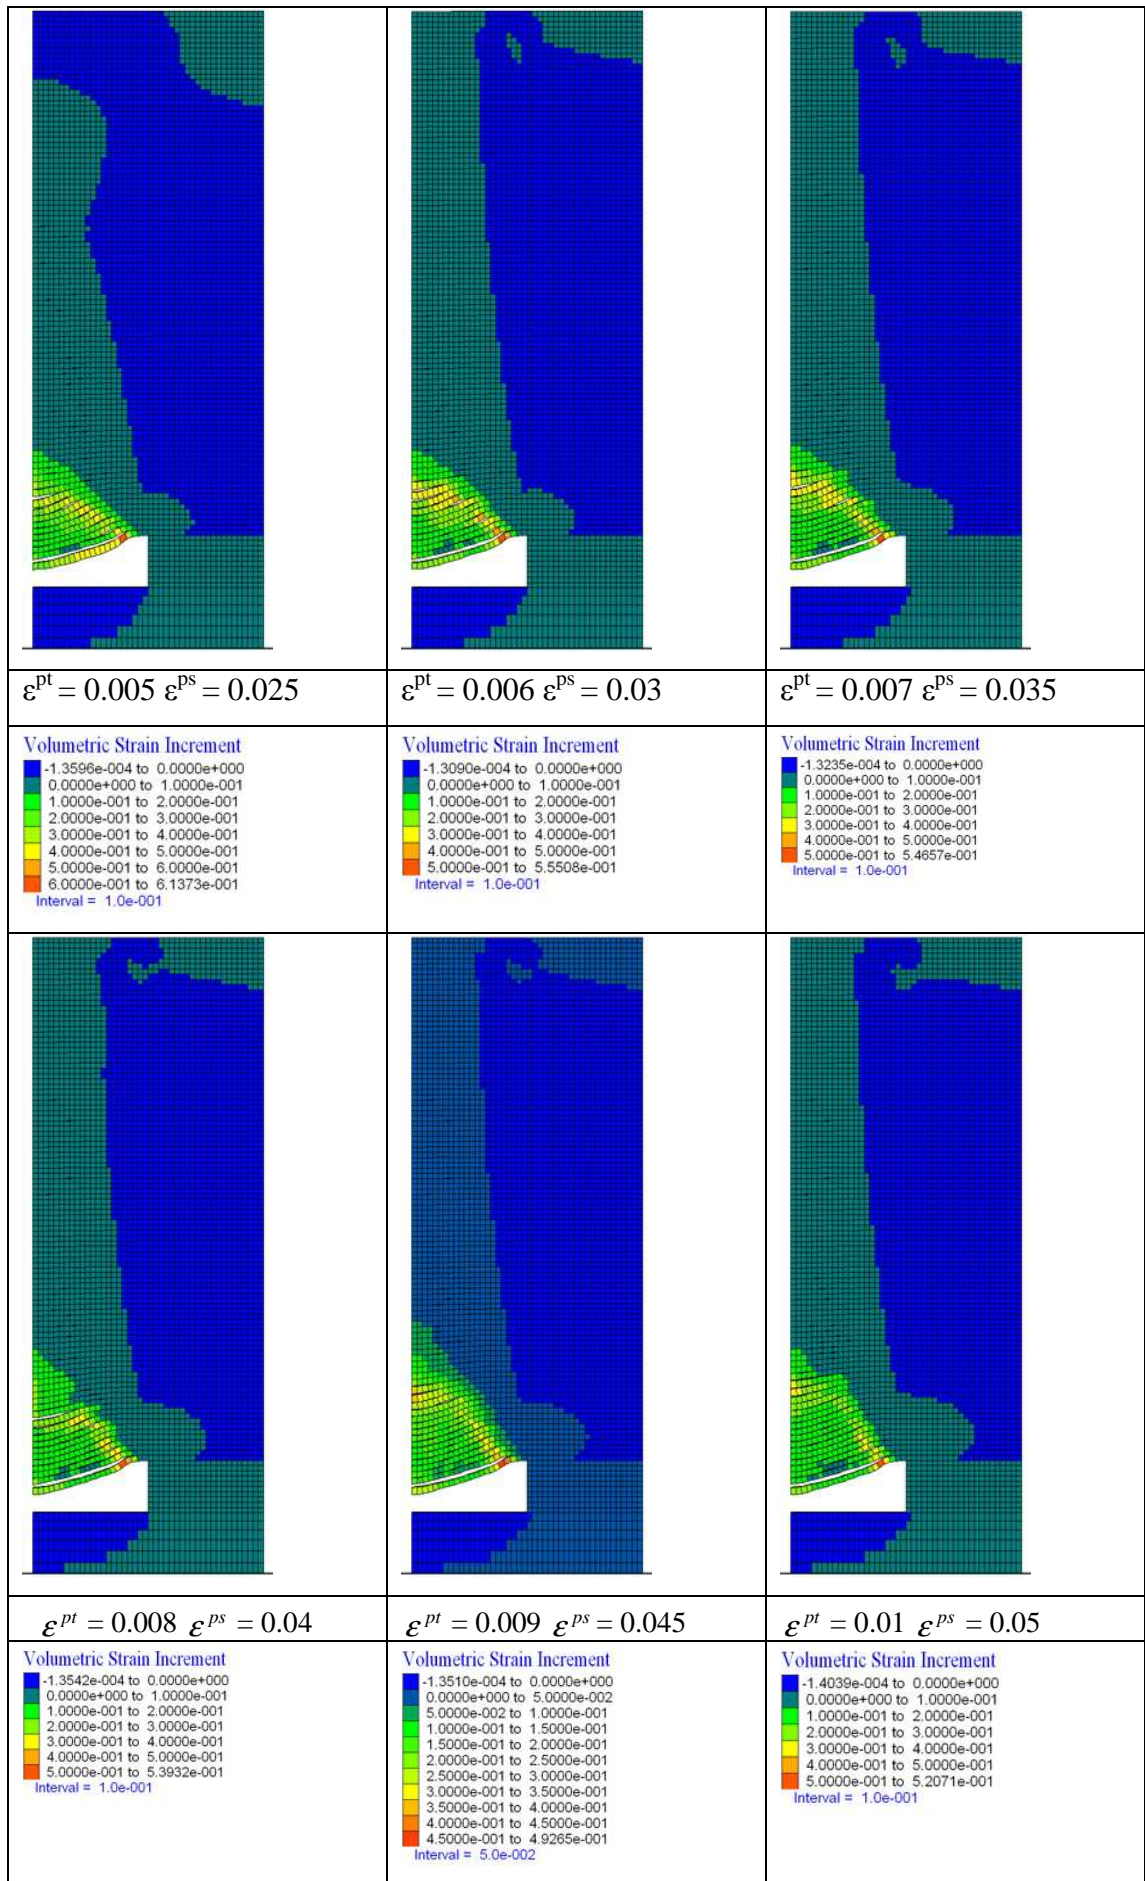 εpt = 0.005 εps = 0.025
εpt = 0.006 εps = 0.03
εpt = 0.007 εps = 0.035
Volumetric Strain Increment
-1.3596e-004 to 0.0000e+000
0.0000e+000 to 1.0000e-001
1.0000e-001 to 2.0000e-001
2.0000e-001 to 3.0000e-001
3.0000e-001 to 4.0000e-001
4.0000e-001 to 5.0000e-001
5.0000e-001 to 6.0000e-001
6.0000e-001 to 6.1373e-001
Interval = 1.0e-001
Volumetric Strain Increment
-1.3090e-004 to 0.0000e+000
0.0000e+000 to 1.0000e-001
1.0000e-001 to 2.0000e-001
2.0000e-001 to 3.0000e-001
3.0000e-001 to 4.0000e-001
4.0000e-001 to 5.0000e-001
5.0000e-001 to 5.5508e-001
Interval = 1.0e-001
Volumetric Strain Increment
-1.3235e-004 to 0.0000e+000
0.0000e+000 to 1.0000e-001
1.0000e-001 to 2.0000e-001
2.0000e-001 to 3.0000e-001
3.0000e-001 to 4.0000e-001
4.0000e-001 to 5.0000e-001
5.0000e-001 to 5.4657e-001
Interval = 1.0e-001
εpt = 0.008 εps = 0.04
εpt = 0.009 εps = 0.045
εpt = 0.01 εps = 0.05
Volumetric Strain Increment
-1.3542e-004 to 0.0000e+000
0.0000e+000 to 1.0000e-001
1.0000e-001 to 2.0000e-001
2.0000e-001 to 3.0000e-001
3.0000e-001 to 4.0000e-001
4.0000e-001 to 5.0000e-001
5.0000e-001 to 5.3932e-001
Interval = 1.0e-001
Volumetric Strain Increment
-1.3510e-004 to 0.0000e+000
0.0000e+000 to 5.0000e-002
5.0000e-002 to 1.0000e-001
1.0000e-001 to 1.5000e-001
1.5000e-001 to 2.0000e-001
2.0000e-001 to 2.5000e-001
2.5000e-001 to 3.0000e-001
3.0000e-001 to 3.5000e-001
3.5000e-001 to 4.0000e-001
4.0000e-001 to 4.5000e-001
4.5000e-001 to 4.9265e-001
Interval = 5.0e-002
Volumetric Strain Increment
-1.4039e-004 to 0.0000e+000
0.0000e+000 to 1.0000e-001
1.0000e-001 to 2.0000e-001
2.0000e-001 to 3.0000e-001
3.0000e-001 to 4.0000e-001
4.0000e-001 to 5.0000e-001
5.0000e-001 to 5.2071e-001
Interval = 1.0e-001